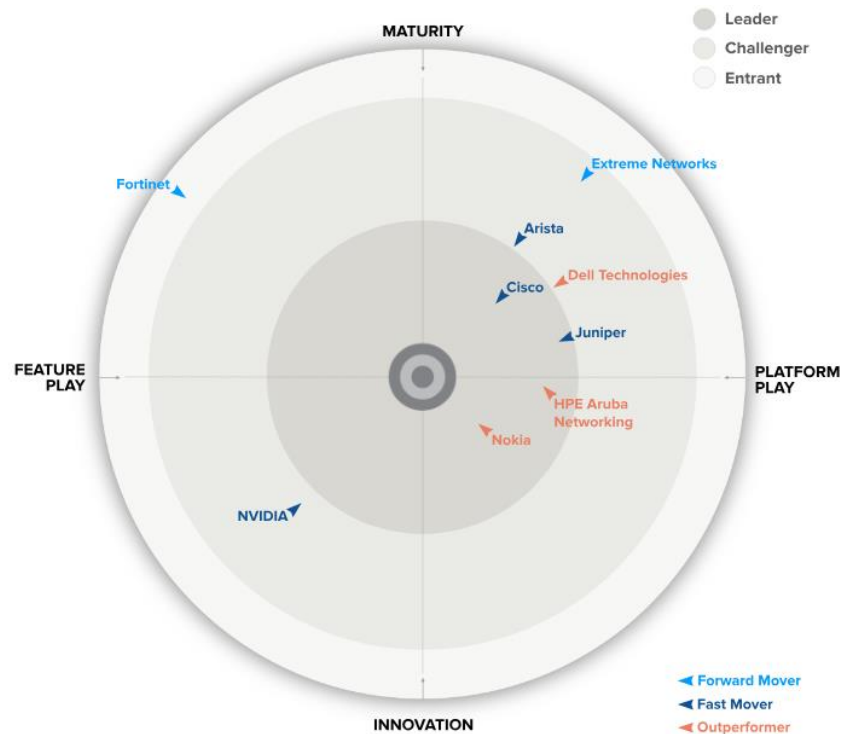 Leader
MATURITY
Challenger
Entrant
Extreme Networks
Fortinet
Arista
Dell Technologies
Cisco
Juniper
FEATURE
PLAY
PLATFORM
PLAY
HPE Aruba
Networking
Nokia
NVIDIA
Forward Mover
Fast Mover
INNOVATION
Outperformer